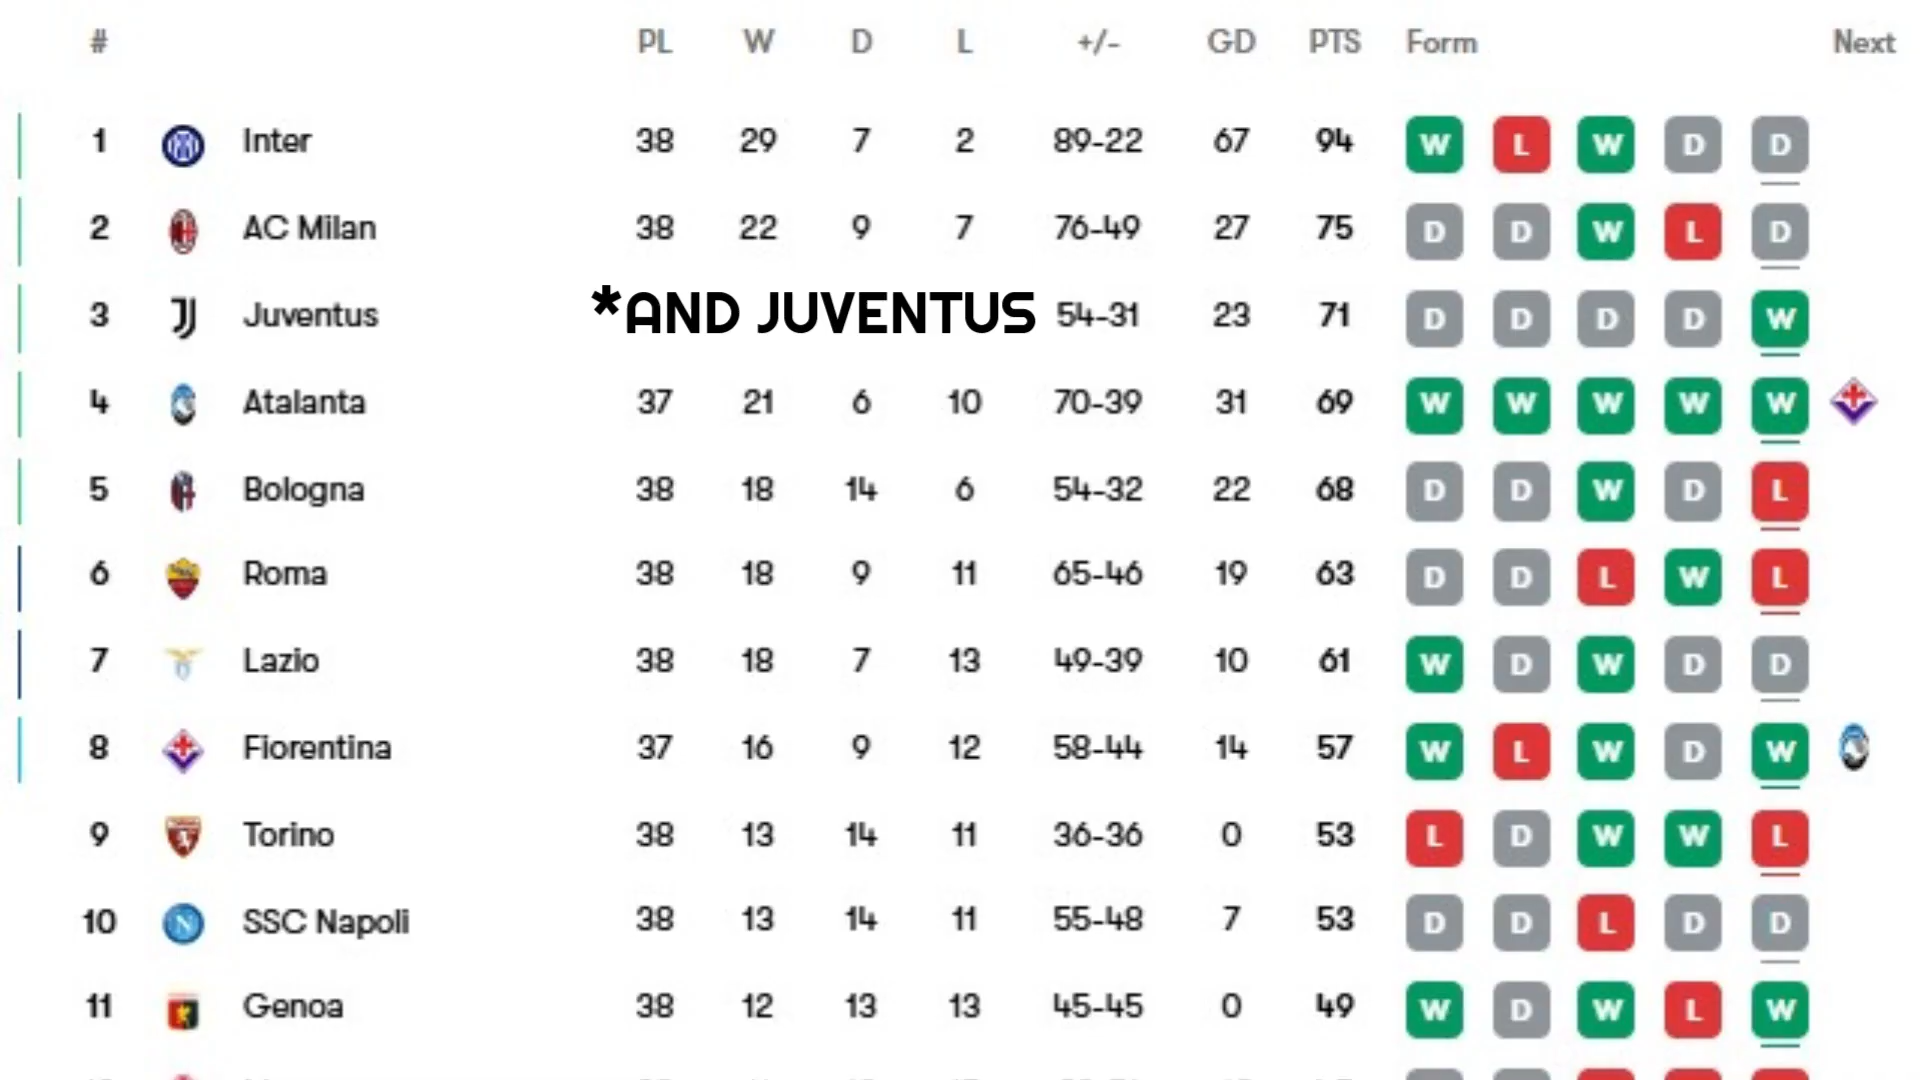 # PL W D L +/- GD PTS Form Next
1 Inter 38 29 7 2 89-22 67 94 W L W D D
2 AC Milan 38 22 9 7 76-49 27 75 D D W L D
3 Juventus *AND JUVENTUS 54-31 23 71 D D D D W
4 Atalanta 37 21 6 10 70-39 31 69 W W W W W
5 Bologna 38 18 14 6 54-32 22 68 D D W D L
6 Roma 38 18 9 11 65-46 19 63 D D L W L
7 Lazio 38 18 7 13 49-39 10 61 W D W D D
8 Fiorentina 37 16 9 12 58-44 14 57 W L W D W
9 Torino 38 13 14 11 36-36 0 53 L D W W L
10 SSC Napoli 38 13 14 11 55-48 7 53 D D L D D
11 Genoa 38 12 13 13 45-45 0 49 W D W L W